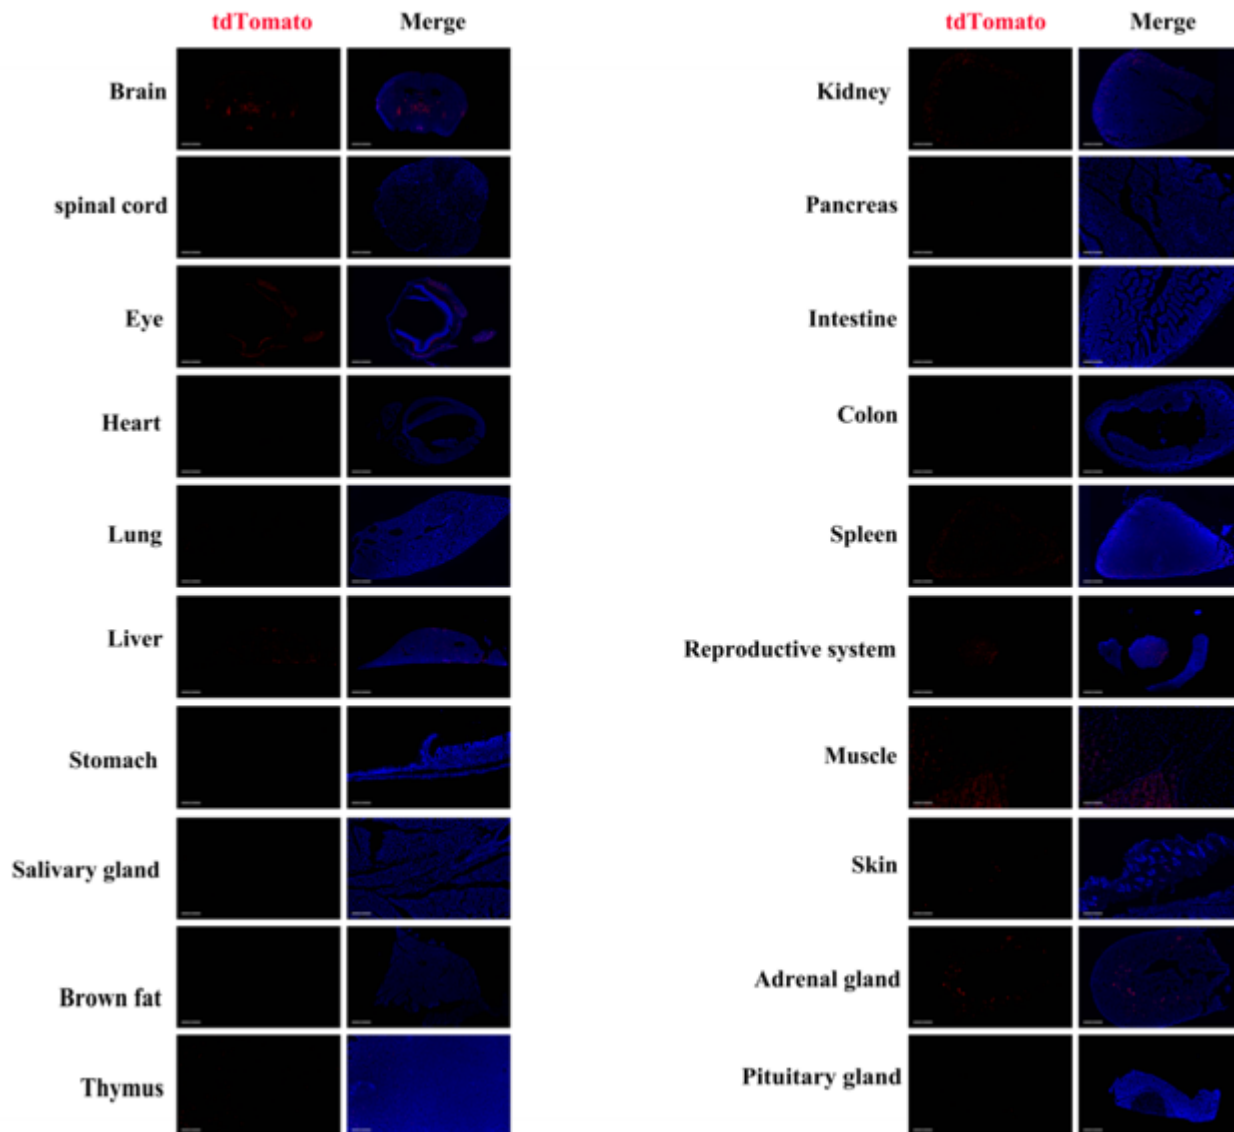 tdTomato Merge
Brain
spinal cord
Eye
Heart
Lung
Liver
Stomach
Salivary gland
Brown fat
Thymus
tdTomato Merge
Kidney
Pancreas
Intestine
Colon
Spleen
Reproductive system
Muscle
Skin
Adrenal gland
Pituitary gland